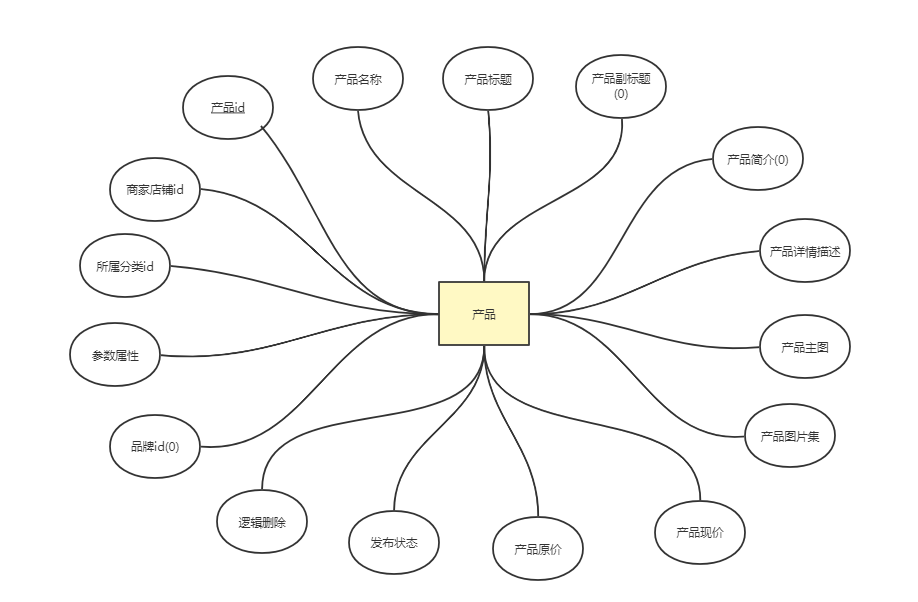 产品名称
产品标题
产品副标题
(0)
产品id
产品简介(0)
商家店铺id
产品详情描述
所属分类id
产品
产品主图
参数属性
产品图片集
品牌id(0)
逻辑删除
产品现价
发布状态
产品原价